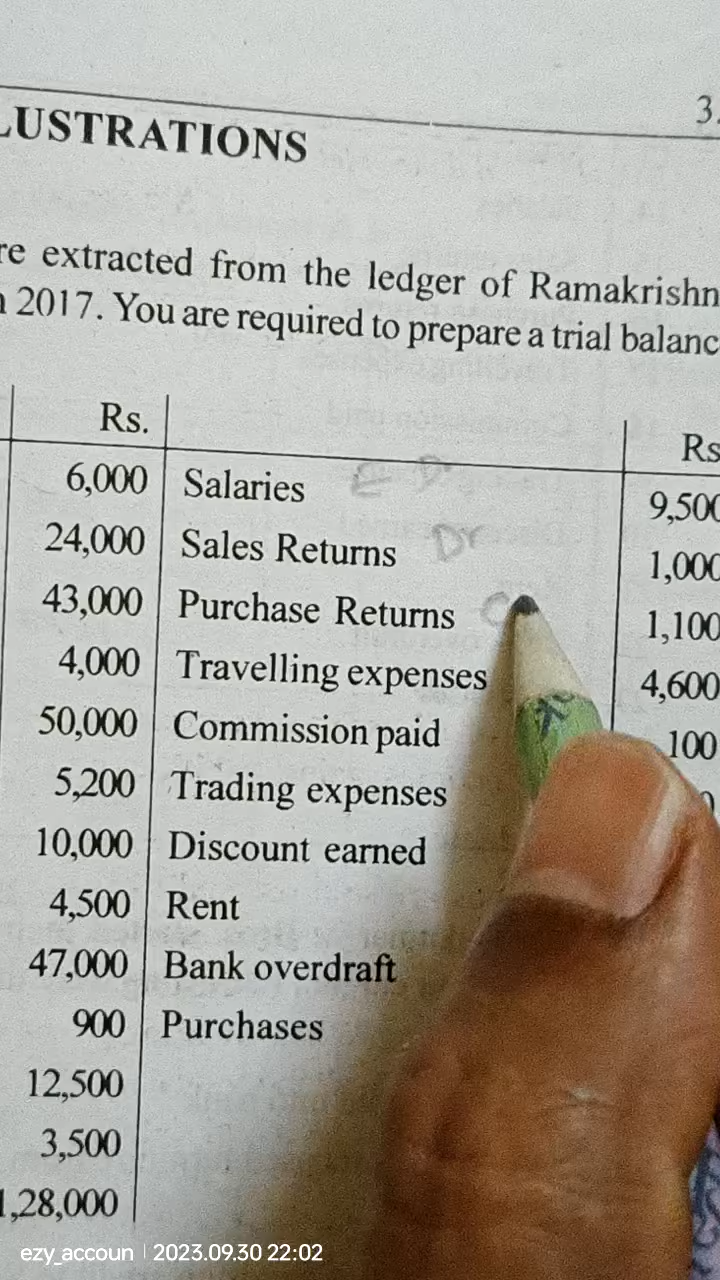 3.
LUSTRATIONS
re extracted from the ledger of Ramakrishn
2017. You are required to prepare a trial balanc
Rs. Rs
6,000 Salaries E D. 9,500
24,000 Sales Returns Dr 1,000
43,000 Purchase Returns C 1,100
4,000 Travelling expenses 4,600
50,000 Commission paid 100
5,200 Trading expenses
10,000 Discount earned
4,500 Rent
47,000 Bank overdraft
900 Purchases
12,500
3,500
1,28,000
ezy_accoun | 2023.09.30 22:02